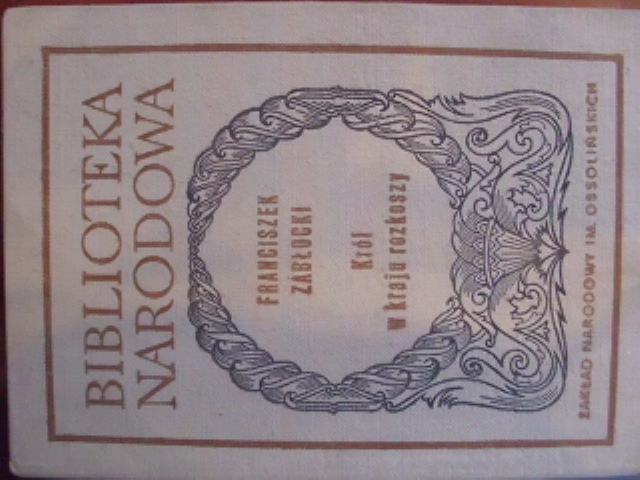 BIBLIOTEKA
NARODOWA
FRANCISZEK
ZABŁOCKI
Król
w kraju rozkoszy
ZAKŁAD NARODOWY IM. OSSOLIŃSKICH